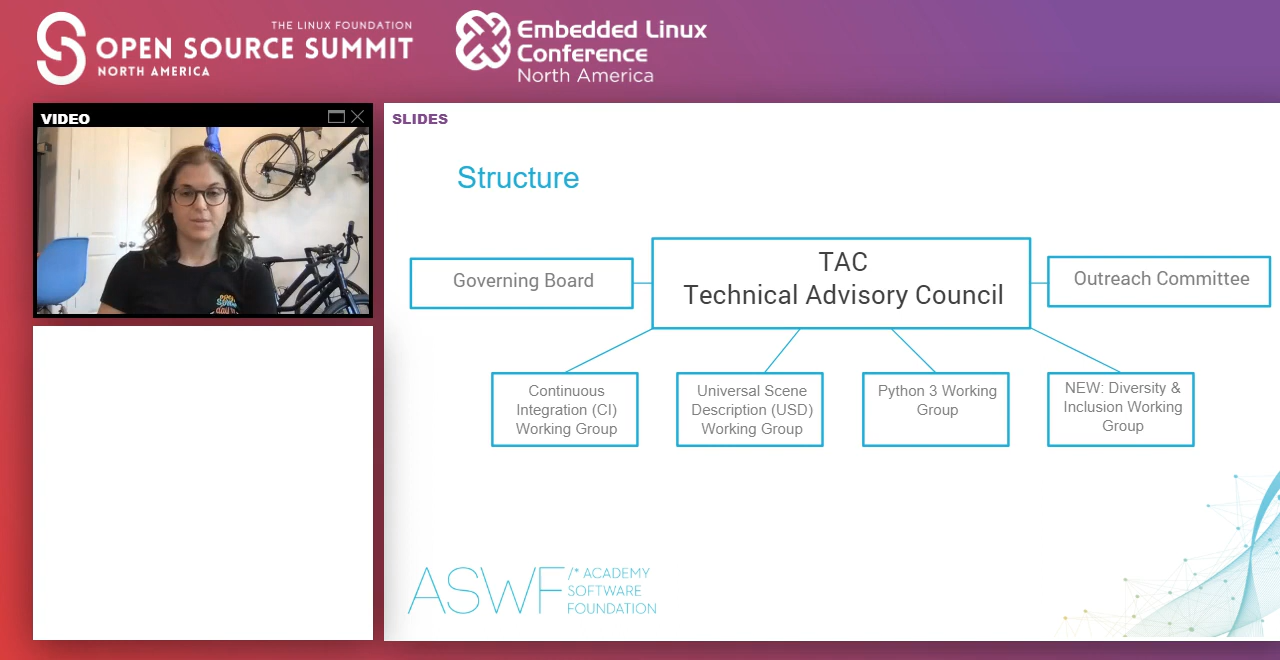 THE LINUX FOUNDATION
OPEN SOURCE SUMMIT
NORTH AMERICA
Embedded Linux
Conference
North America
VIDEO
SLIDES
Structure
Governing Board
TAC
Technical Advisory Council
Outreach Committee
Continuous
Integration (CI)
Working Group
Universal Scene
Description (USD)
Working Group
Python 3 Working
Group
NEW: Diversity &
Inclusion Working
Group
ASWF
/* ACADEMY
SOFTWARE
FOUNDATION